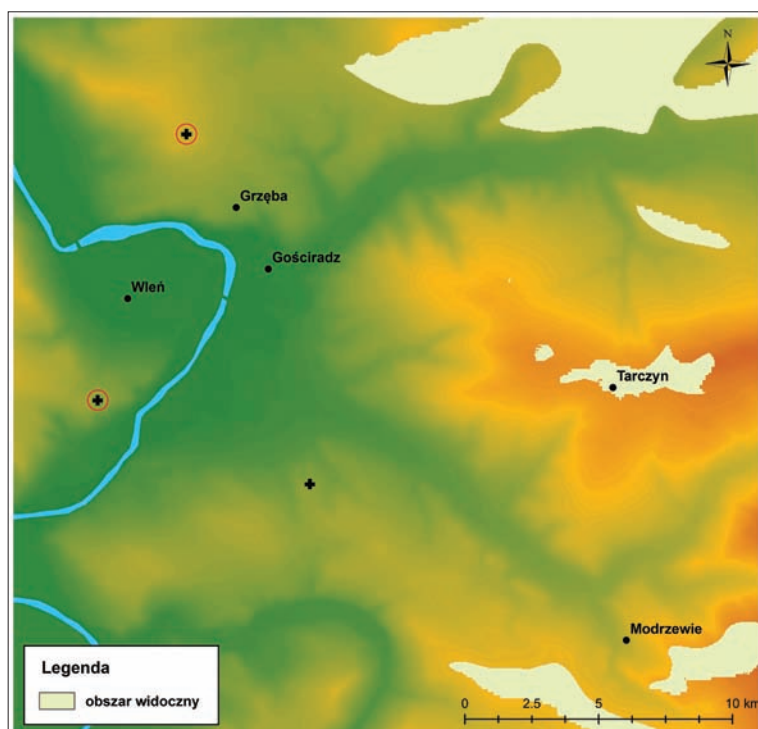 N
Grzęba
Gościradz
Wleń
Tarczyn
Modrzewie
Legenda
obszar widoczny
0 2.5 5 10 km